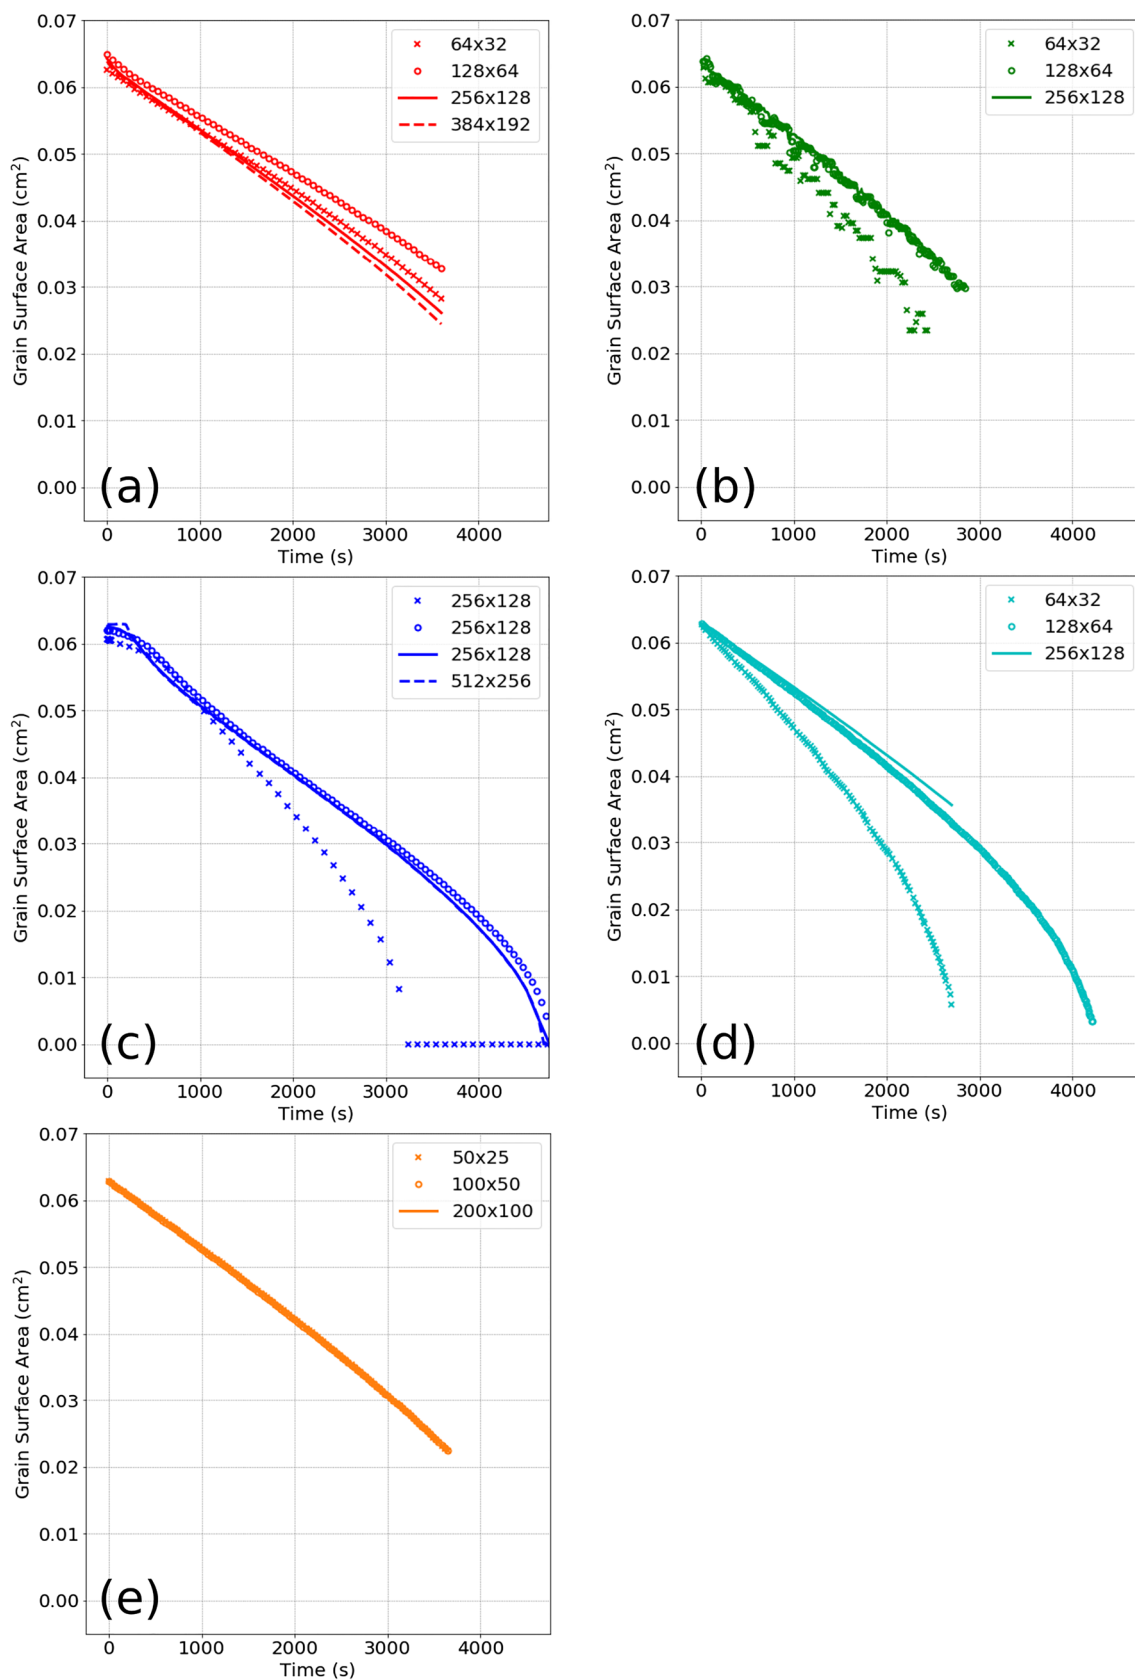 0.07
0.06
0.05
0.04
0.03
0.02
0.01
0.00
Grain Surface Area (cm²)
64x32
128x64
256x128
384x192
(a)
0 1000 2000 3000 4000
Time (s)
0.07
0.06
0.05
0.04
0.03
0.02
0.01
0.00
Grain Surface Area (cm²)
64x32
128x64
256x128
(b)
0 1000 2000 3000 4000
Time (s)
0.07
0.06
0.05
0.04
0.03
0.02
0.01
0.00
Grain Surface Area (cm²)
256x128
256x128
256x128
512x256
(c)
0 1000 2000 3000 4000
Time (s)
0.07
0.06
0.05
0.04
0.03
0.02
0.01
0.00
Grain Surface Area (cm²)
64x32
128x64
256x128
(d)
0 1000 2000 3000 4000
Time (s)
0.07
0.06
0.05
0.04
0.03
0.02
0.01
0.00
Grain Surface Area (cm²)
50x25
100x50
200x100
(e)
0 1000 2000 3000 4000
Time (s)